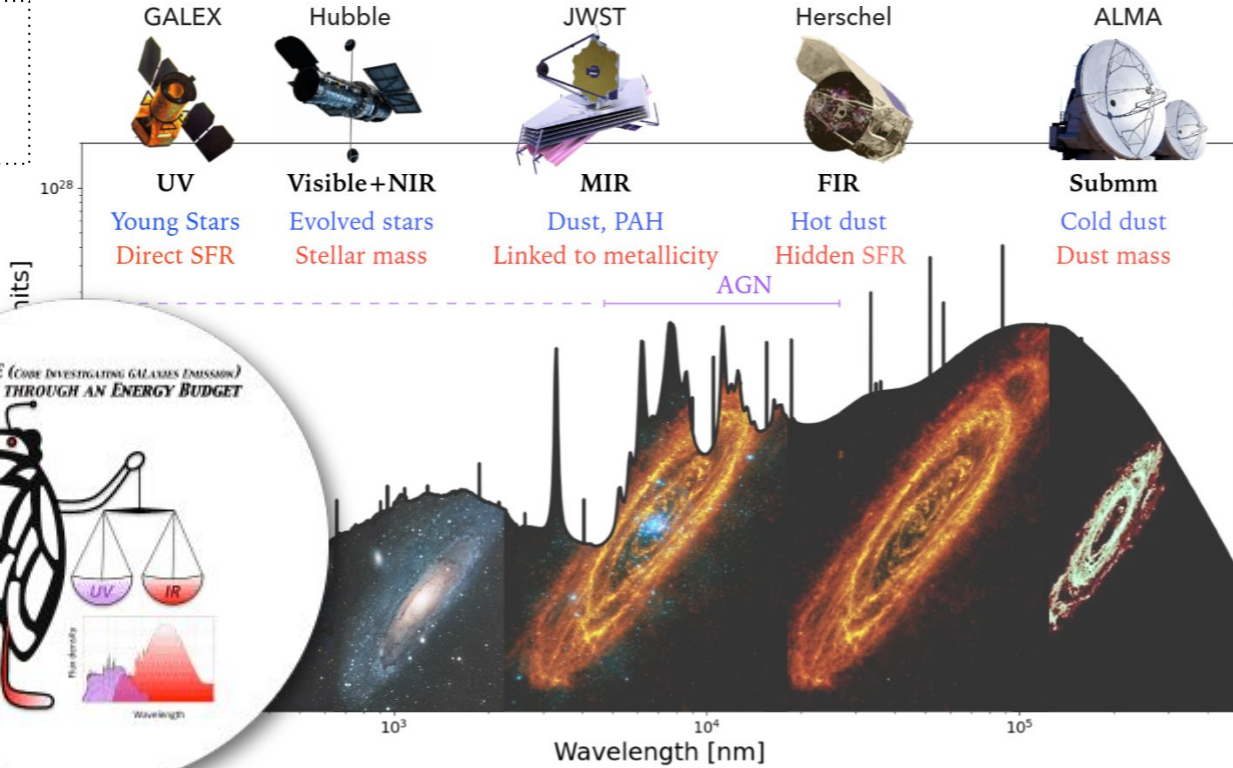 GALEX Hubble JWST Herschel ALMA
10²⁸
UV Visible+NIR MIR FIR Submm
Young Stars Evolved stars Dust, PAH Hot dust Cold dust
Direct SFR Stellar mass Linked to metallicity Hidden SFR Dust mass
AGN
(Code Investigating GALaxies Emission)
through an Energy Budget
UV IR
Flux density
Wavelength
10³ 10⁴ 10⁵
Wavelength [nm]